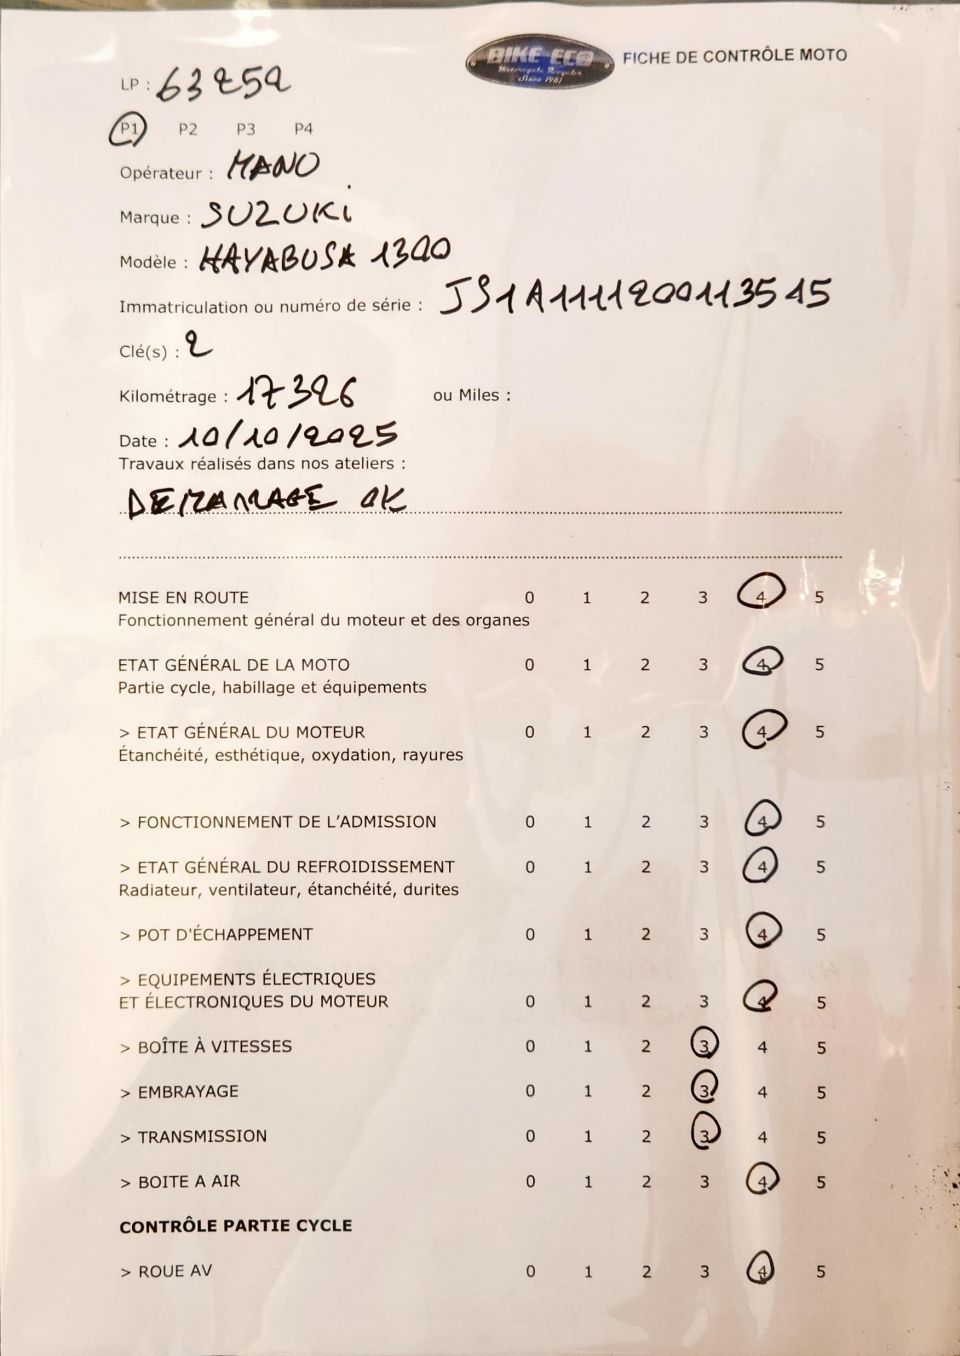 BIKE ECO
Motorcycle Recycler
Since 1981
FICHE DE CONTRÔLE MOTO
LP : 63252
P1 P2 P3 P4
Opérateur : MANO
Marque : SUZUKI
Modèle : HAYABUSA 1300
Immatriculation ou numéro de série : JS1A1111200113515
Clé(s) : 2
Kilométrage : 17326 ou Miles :
Date : 10/10/2025
Travaux réalisés dans nos ateliers :
DEMARRAGE OK
MISE EN ROUTE 0 1 2 3 4 5
Fonctionnement général du moteur et des organes
ETAT GÉNÉRAL DE LA MOTO 0 1 2 3 4 5
Partie cycle, habillage et équipements
> ETAT GÉNÉRAL DU MOTEUR 0 1 2 3 4 5
Étanchéité, esthétique, oxydation, rayures
> FONCTIONNEMENT DE L'ADMISSION 0 1 2 3 4 5
> ETAT GÉNÉRAL DU REFROIDISSEMENT 0 1 2 3 4 5
Radiateur, ventilateur, étanchéité, durites
> POT D'ÉCHAPPEMENT 0 1 2 3 4 5
> EQUIPEMENTS ÉLECTRIQUES
ET ÉLECTRONIQUES DU MOTEUR 0 1 2 3 4 5
> BOÎTE À VITESSES 0 1 2 3 4 5
> EMBRAYAGE 0 1 2 3 4 5
> TRANSMISSION 0 1 2 3 4 5
> BOITE A AIR 0 1 2 3 4 5
CONTRÔLE PARTIE CYCLE
> ROUE AV 0 1 2 3 4 5